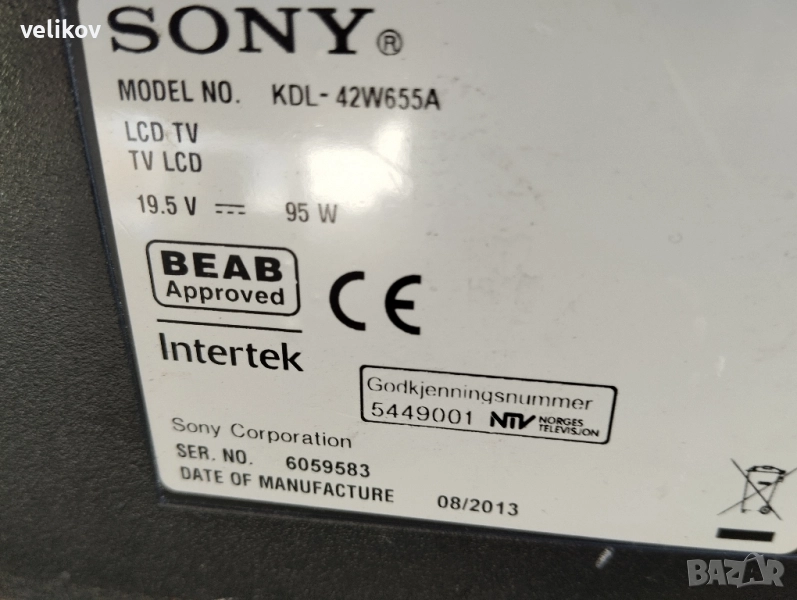 velikov
SONY®
MODEL NO. KDL-42W655A
LCD TV
TV LCD
19.5 V ⎓ 95 W
BEAB
Approved
CE
Intertek
Godkjenningsnummer
5449001 NTV NORGES
TELEVISJON
Sony Corporation
SER. NO. 6059583
DATE OF MANUFACTURE 08/2013
BAZAR